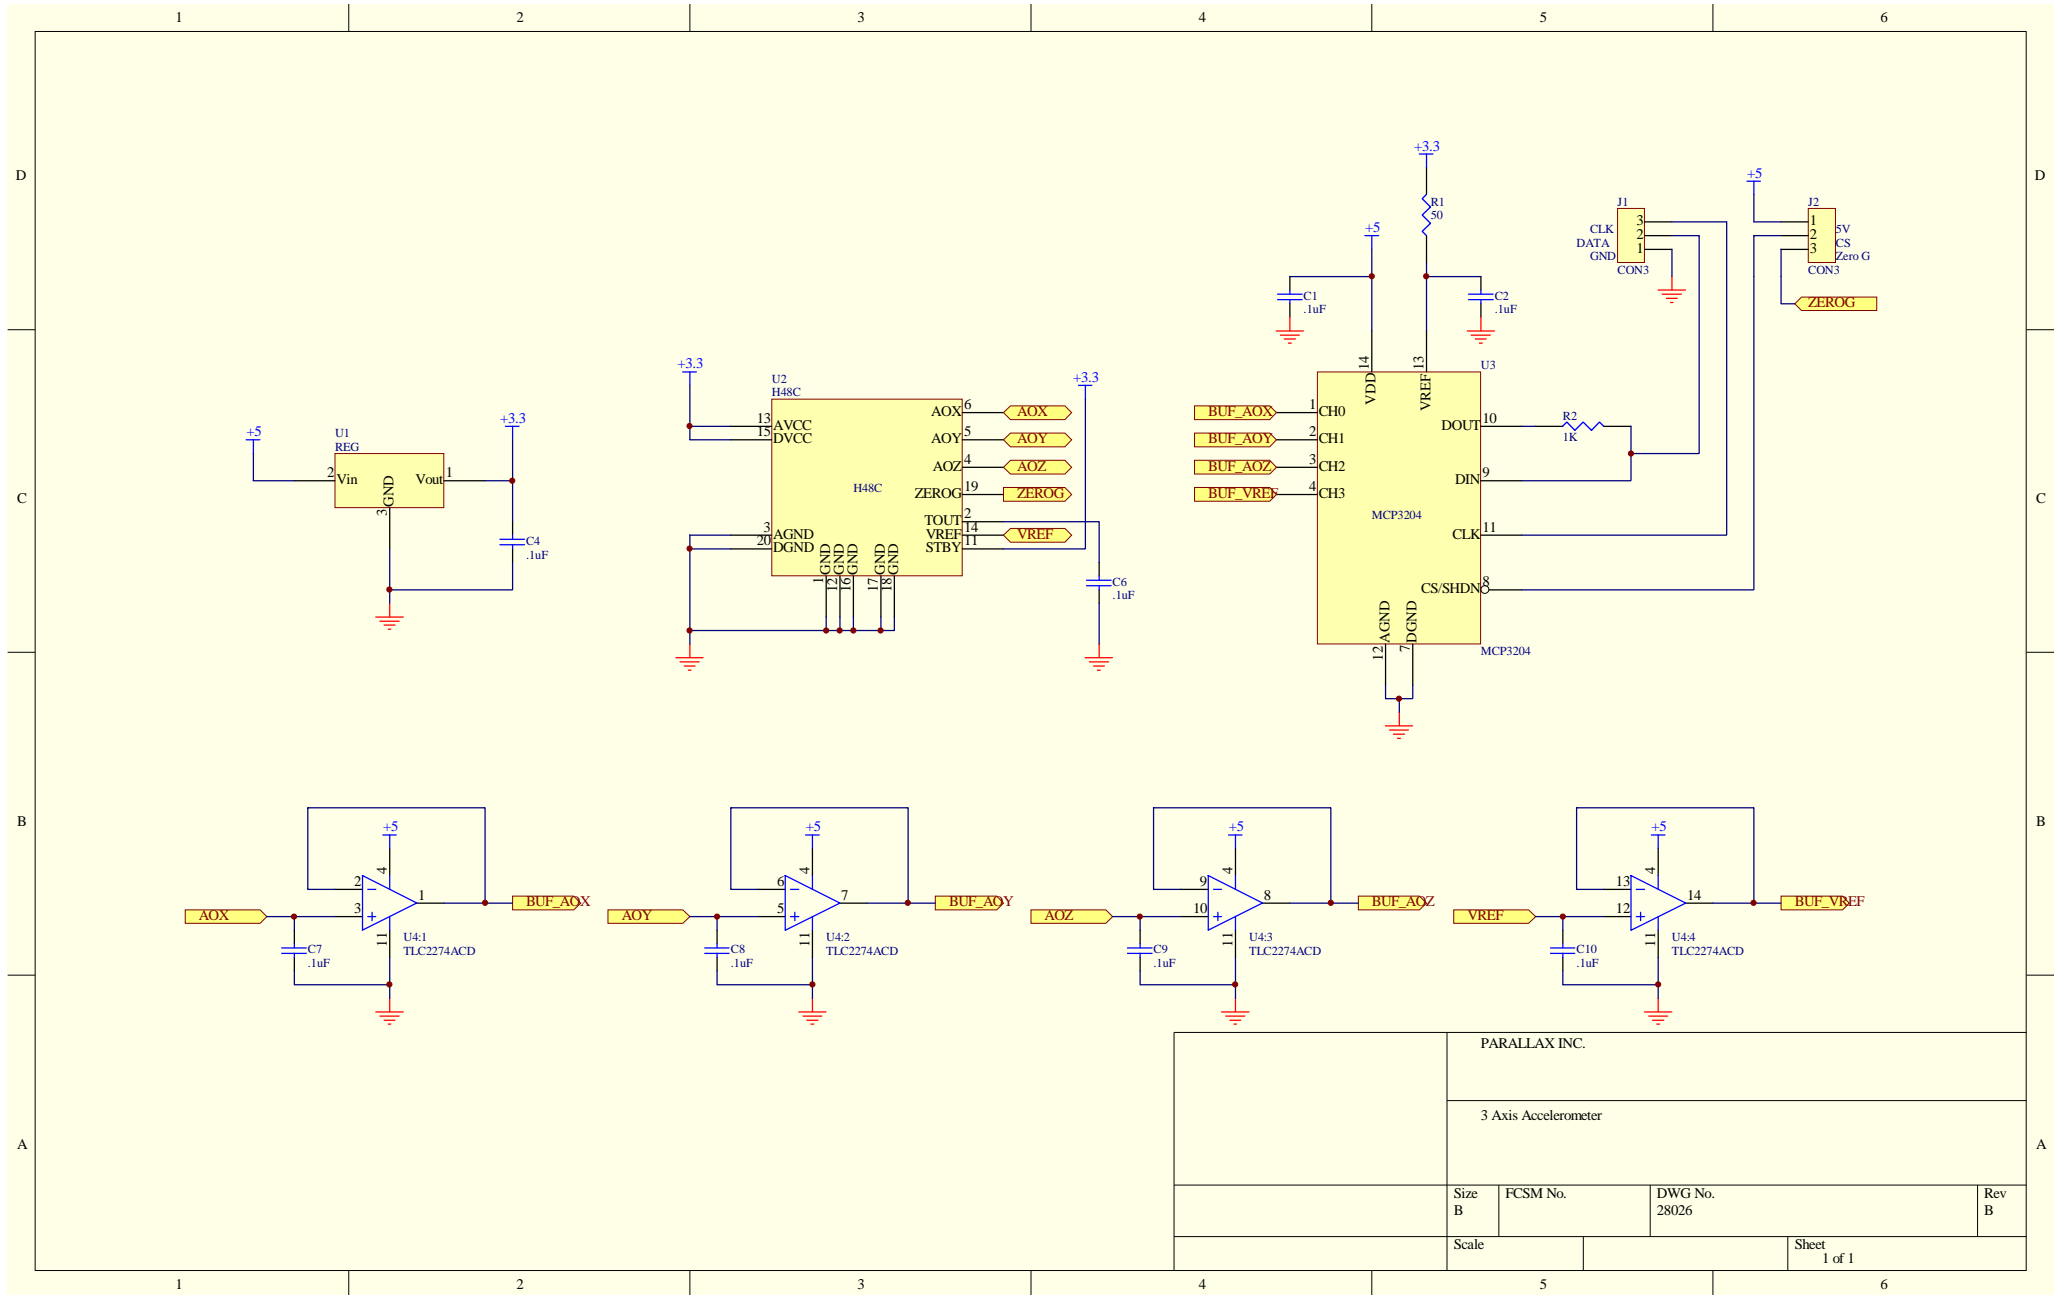 1 2 3 4 5 6
D D
C C
B B
A A
+5
2 Vin
U1
REG
GND
3
Vout 1
+3.3
C4
.1uF
+3.3
U2
H48C
13 AVCC
15 DVCC
H48C
3 AGND
20 DGND
GND GND GND GND GND
1 12 16 17 18
AOX 6 AOX
AOY 5 AOY
AOZ 4 AOZ
ZEROG 19 ZEROG
TOUT 2
VREF 14 VREF
STBY 11
+3.3
C6
.1uF
+3.3
R1
50
+5
C1
.1uF
C2
.1uF
14 VDD
13 VREF
U3
BUF_AOX 1 CH0
BUF_AOY 2 CH1
BUF_AOZ 3 CH2
BUF_VREF 4 CH3
MCP3204
DOUT 10
R2
1K
DIN 9
CLK 11
CS/SHDN 8
AGND DGND
12 7
MCP3204
J1
CLK 3
DATA 2
GND 1
CON3
+5
J2
1 5V
2 CS
3 Zero G
CON3
ZEROG
+5
4
2
3
1
11
AOX
BUF_AOX
C7
.1uF
U4:1
TLC2274ACD
+5
4
6
5
7
11
AOY
BUF_AOY
C8
.1uF
U4:2
TLC2274ACD
+5
4
9
10
8
11
AOZ
BUF_AOZ
C9
.1uF
U4:3
TLC2274ACD
+5
4
13
12
14
11
VREF
BUF_VREF
C10
.1uF
U4:4
TLC2274ACD
PARALLAX INC.
3 Axis Accelerometer
Size FCSM No. DWG No. Rev
B 28026 B
Scale Sheet
1 of 1
1 2 3 4 5 6